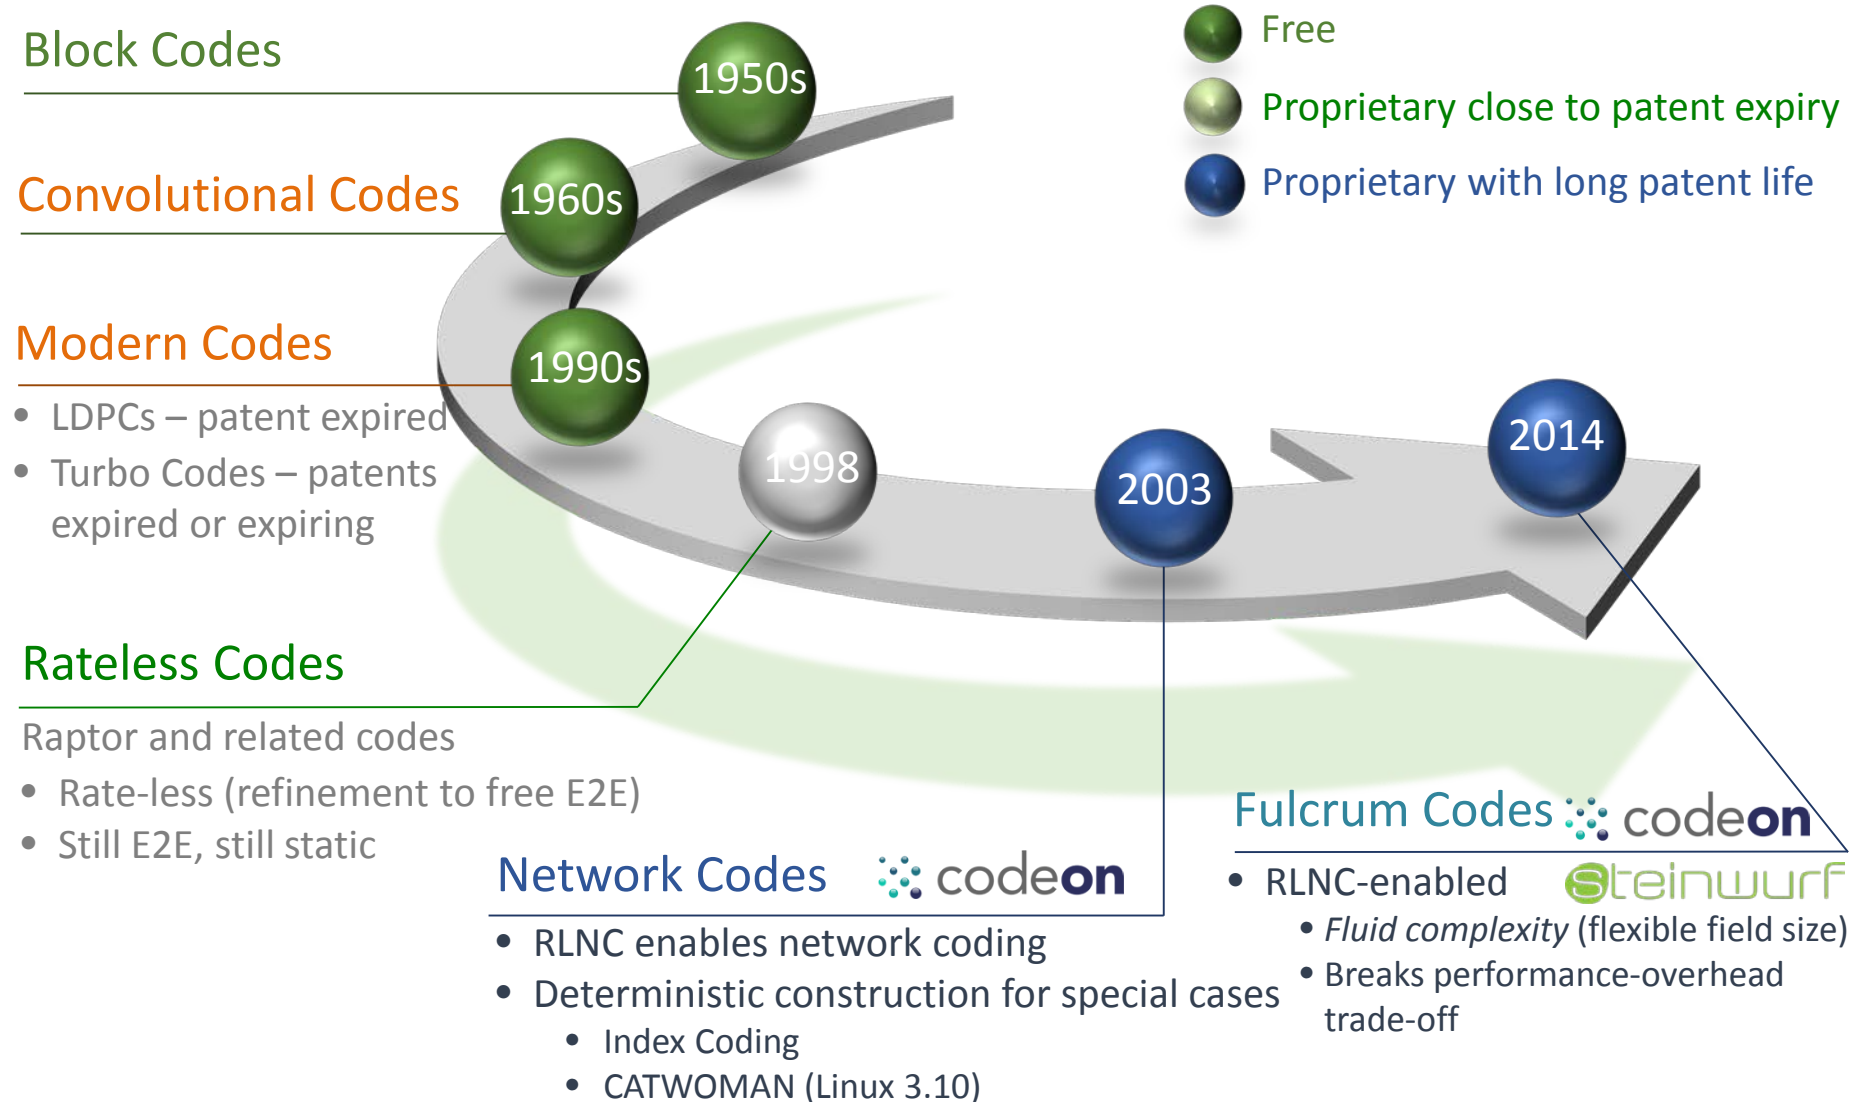 Block Codes
1950s
Free
Proprietary close to patent expiry
Proprietary with long patent life
Convolutional Codes
1960s
Modern Codes
1990s
• LDPCs – patent expired
• Turbo Codes – patents
expired or expiring
1998
2003
2014
Rateless Codes
Raptor and related codes
• Rate-less (refinement to free E2E)
• Still E2E, still static
Network Codes
codeon
• RLNC enables network coding
• Deterministic construction for special cases
• Index Coding
• CATWOMAN (Linux 3.10)
Fulcrum Codes
codeon
• RLNC-enabled
steinwurf
• Fluid complexity (flexible field size)
• Breaks performance-overhead
trade-off